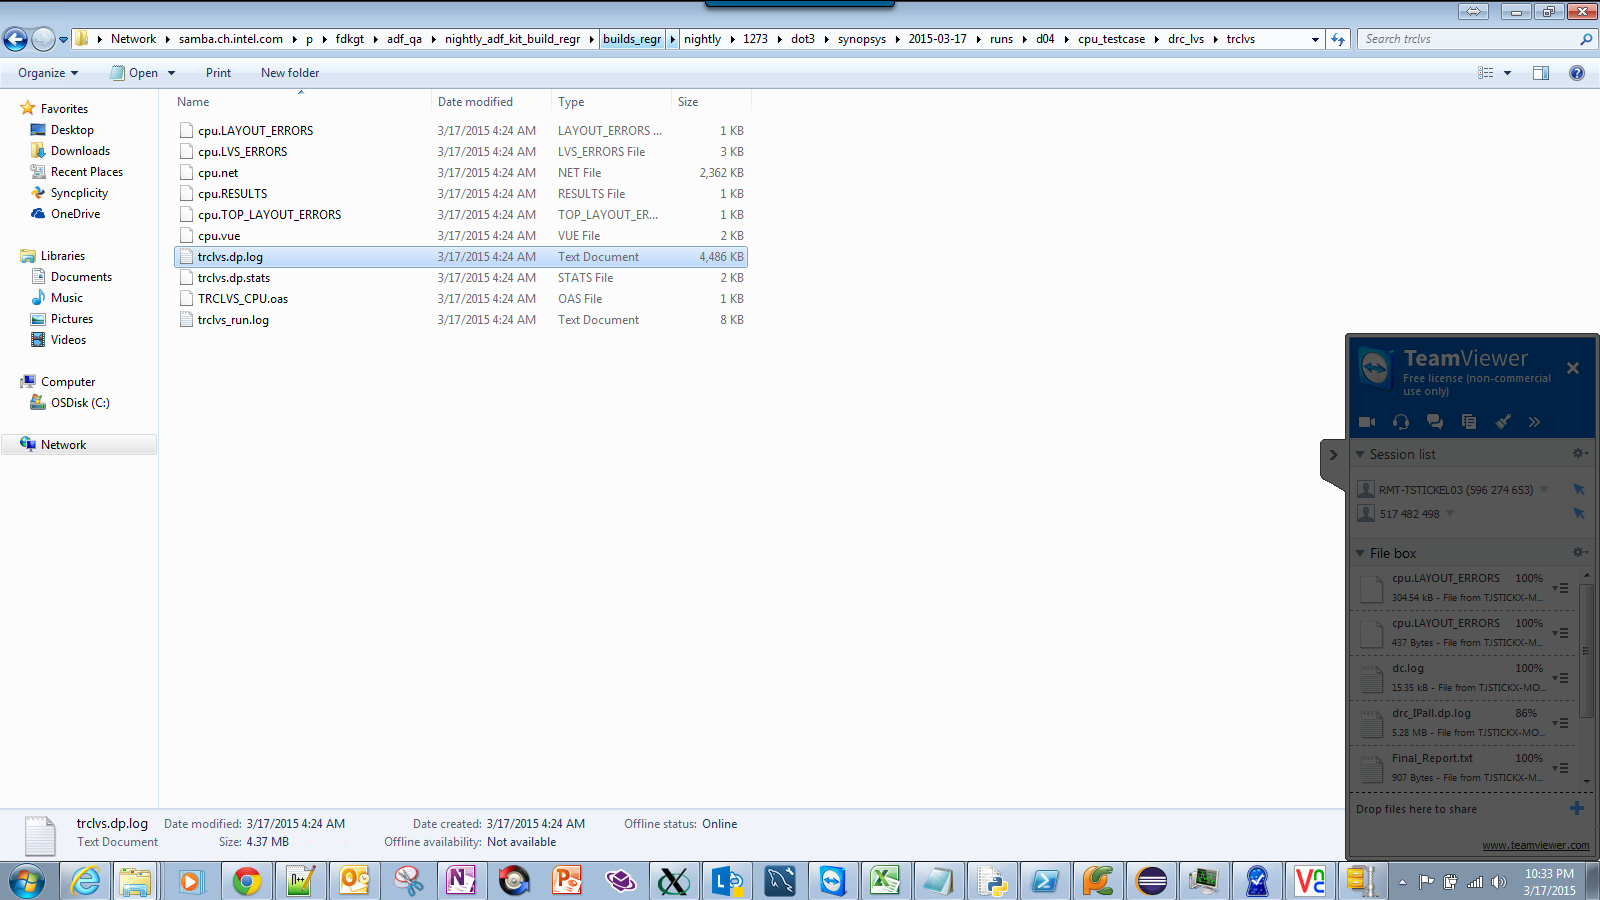 Network samba.ch.intel.com p fdkgt adf_qa nightly_adf_kit_build_regr builds_regr nightly 1273 dot3 synopsys 2015-03-17 runs d04 cpu_testcase drc_lvs trclvs
Search trclvs
Organize Open Print New folder
Name Date modified Type Size
cpu.LAYOUT_ERRORS 3/17/2015 4:24 AM LAYOUT_ERRORS ... 1 KB
cpu.LVS_ERRORS 3/17/2015 4:24 AM LVS_ERRORS File 3 KB
cpu.net 3/17/2015 4:24 AM NET File 2,362 KB
cpu.RESULTS 3/17/2015 4:24 AM RESULTS File 1 KB
cpu.TOP_LAYOUT_ERRORS 3/17/2015 4:24 AM TOP_LAYOUT_ER... 1 KB
cpu.vue 3/17/2015 4:24 AM VUE File 2 KB
trclvs.dp.log 3/17/2015 4:24 AM Text Document 4,486 KB
trclvs.dp.stats 3/17/2015 4:24 AM STATS File 2 KB
TRCLVS_CPU.oas 3/17/2015 4:24 AM OAS File 1 KB
trclvs_run.log 3/17/2015 4:24 AM Text Document 8 KB
Favorites
Desktop
Downloads
Recent Places
Syncplicity
OneDrive
Libraries
Documents
Music
Pictures
Videos
Computer
OSDisk (C:)
Network
TeamViewer
Free license (non-commercial
use only)
Session list
RMT-TSTICKEL03 (596 274 653)
517 482 498
File box
cpu.LAYOUT_ERRORS 100%
304.54 kB - File from TJSTICKX-M...
cpu.LAYOUT_ERRORS 100%
437 Bytes - File from TJSTICKX-M...
dc.log 100%
15.35 kB - File from TJSTICKX-MO...
drc_IPall.dp.log 86%
5.28 MB - File from TJSTICKX-MO...
Final_Report.txt 100%
907 Bytes - File from TJSTICKX-M...
Drop files here to share
www.teamviewer.com
trclvs.dp.log Date modified: 3/17/2015 4:24 AM Date created: 3/17/2015 4:24 AM Offline status: Online
Text Document Size: 4.37 MB Offline availability: Not available
10:33 PM
3/17/2015